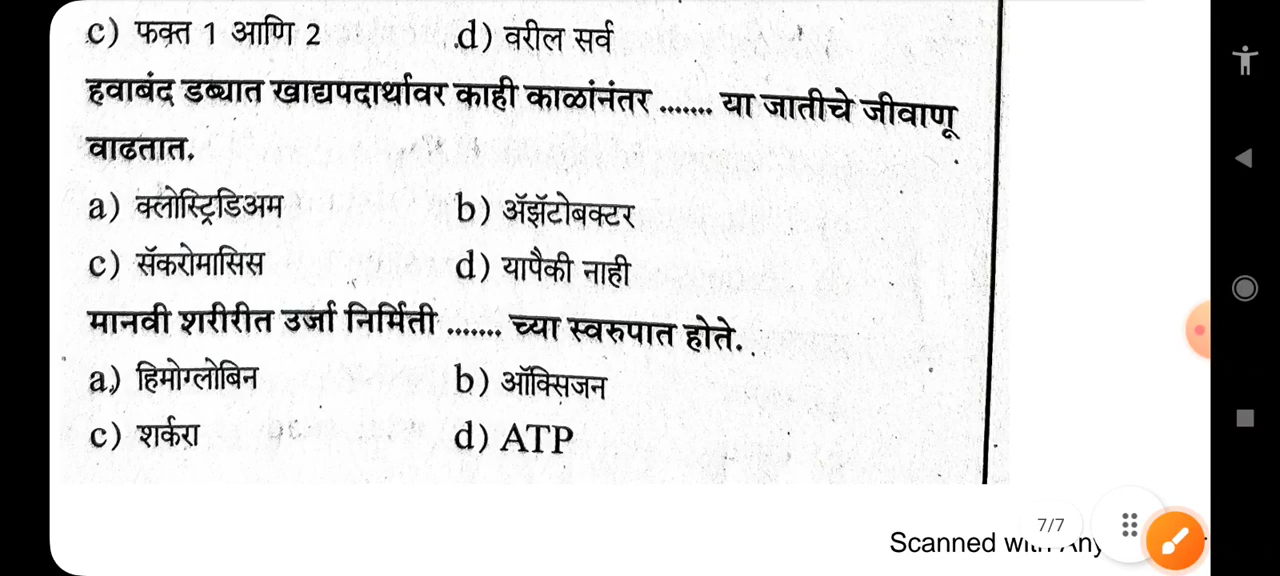 c) फक्त 1 आणि 2 d) वरील सर्व
हवाबंद डब्यात खाद्यपदार्थावर काही काळांनंतर ....... या जातीचे जीवाणू
वाढतात.
a) क्लोस्ट्रिडिअम b) ॲझॅटोबक्टर
c) सॅकरोमासिस d) यापैकी नाही
मानवी शरीरीत उर्जा निर्मिती ....... च्या स्वरुपात होते.
a) हिमोग्लोबिन b) ऑक्सिजन
c) शर्करा d) ATP
7/7
Scanned